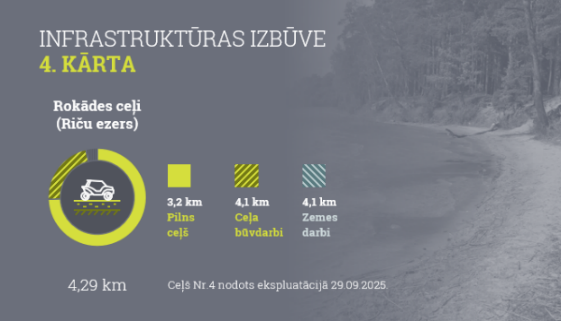 INFRASTRUKTŪRAS IZBŪVE
4. KĀRTA
Rokādes ceļi
(Riču ezers)
3,2 km
Pilns
ceļš
4,1 km
Ceļa
būvdarbi
4,1 km
Zemes
darbi
4,29 km
Ceļš Nr.4 nodots ekspluatācijā 29.09.2025.